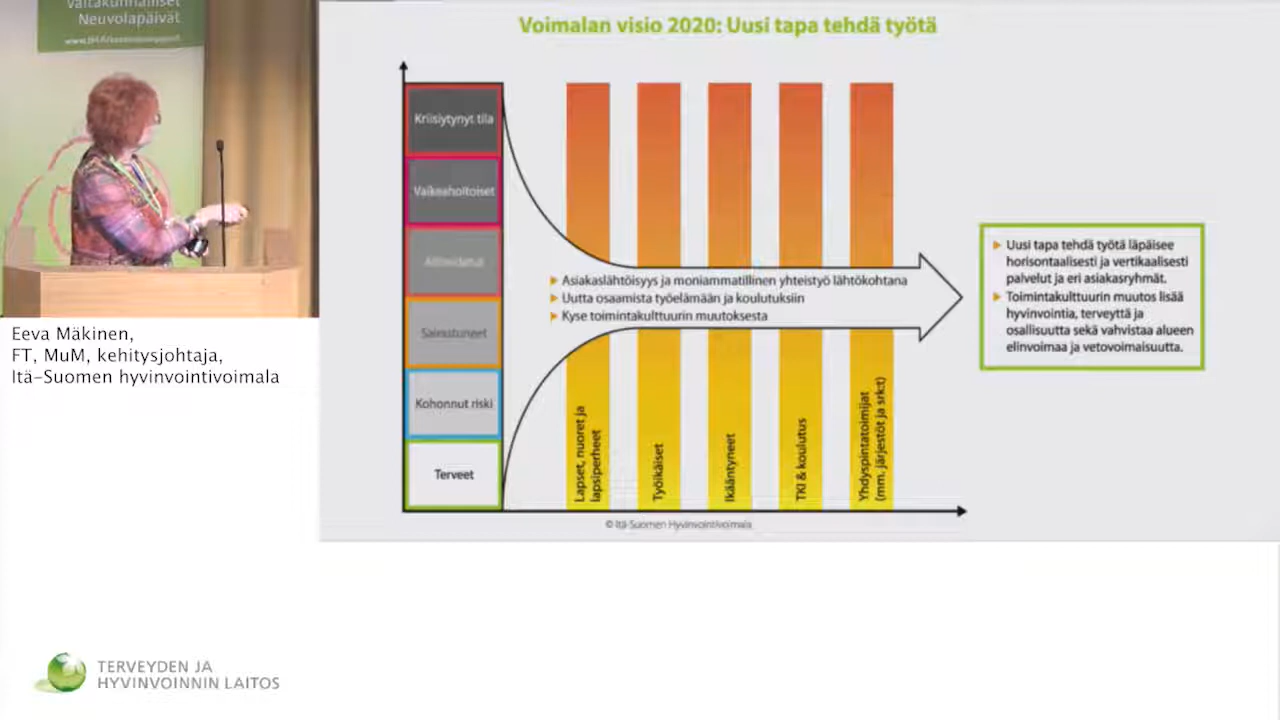 Valtakunnalliset
Neuvolapäivät
Eeva Mäkinen,
FT, MuM, kehitysjohtaja,
Itä-Suomen hyvinvointivoimala
TERVEYDEN JA
HYVINVOINNIN LAITOS
Voimalan visio 2020: Uusi tapa tehdä työtä
Kriisiytynyt tila
Vaikeahoitoiset
Sairastuneet
Kohonnut riski
Terveet
Asiakaslähtöisyys ja moniammatillinen yhteistyö lähtökohtana
Uutta osaamista työelämään ja koulutuksiin
Kyse toimintakulttuurin muutoksesta
Lapset, nuoret ja
lapsiperheet
Työikäiset
Ikääntyneet
TKI & koulutus
Yhdyspintatoimijat
(mm. järjestöt ja srk:t)
Uusi tapa tehdä työtä läpäisee
horisontaalisesti ja vertikaalisesti
palvelut ja eri asiakasryhmät.
Toimintakulttuurin muutos lisää
hyvinvointia, terveyttä ja
osallisuutta sekä vahvistaa alueen
elinvoimaa ja vetovoimaisuutta.
© Itä-Suomen Hyvinvointivoimala